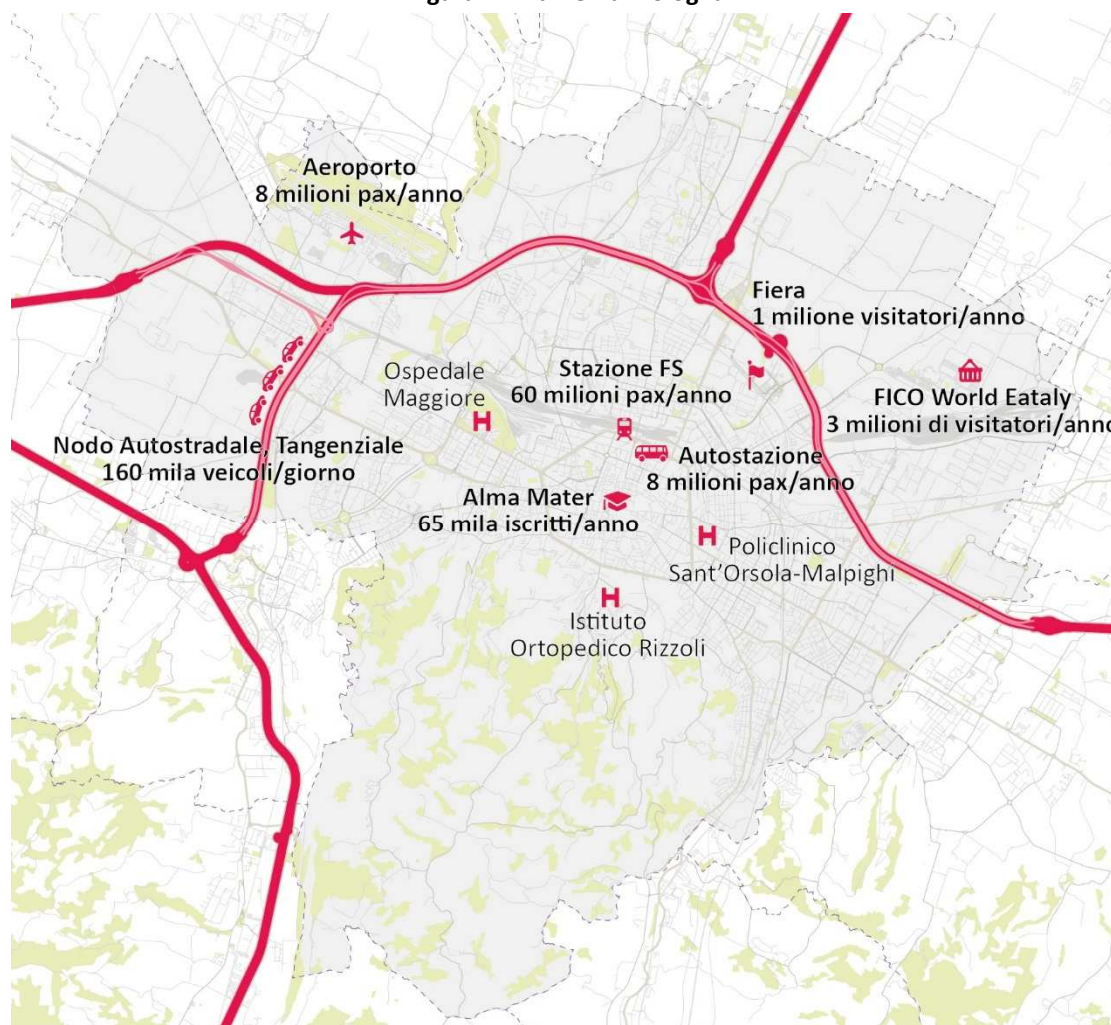 Aeroporto
8 milioni pax/anno
Fiera
1 milione visitatori/anno
Stazione FS
60 milioni pax/anno
Ospedale
Maggiore
FICO World Eataly
3 milioni di visitatori/anno
Nodo Autostradale, Tangenziale
160 mila veicoli/giorno
Autostazione
8 milioni pax/anno
Alma Mater
65 mila iscritti/anno
Policlinico
Sant'Orsola-Malpighi
Istituto
Ortopedico Rizzoli